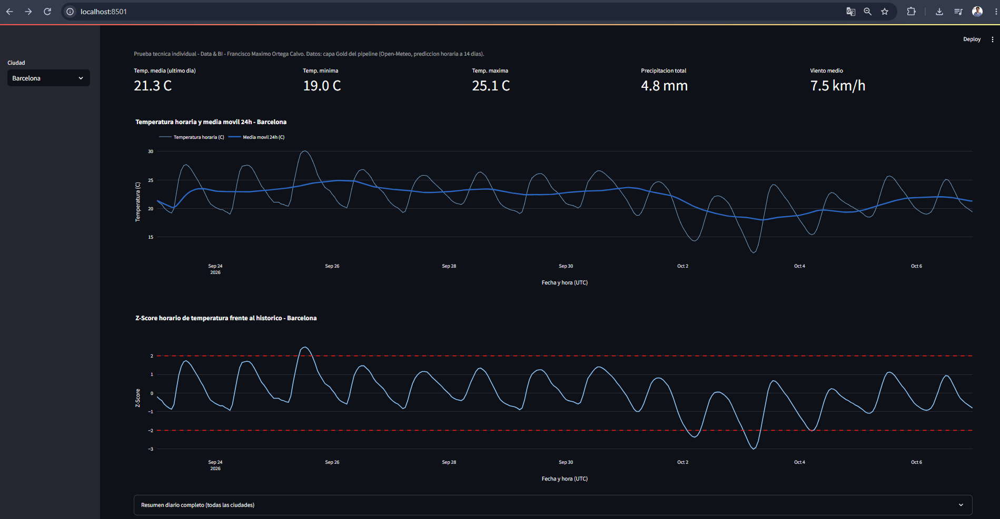 localhost:8501
Deploy
Ciudad
Barcelona
Prueba tecnica individual - Data & BI - Francisco Maximo Ortega Calvo. Datos: capa Gold del pipeline (Open-Meteo, prediccion horaria a 14 dias).
Temp. media (ultimo dia)
21.3 C
Temp. minima
19.0 C
Temp. maxima
25.1 C
Precipitacion total
4.8 mm
Viento medio
7.5 km/h
Temperatura horaria y media movil 24h - Barcelona
Temperatura horaria (C) Media movil 24h (C)
30
25
20
15
Temperatura (C)
Sep 24 Sep 26 Sep 28 Sep 30 Oct 2 Oct 4 Oct 6
2026
Fecha y hora (UTC)
Z-Score horario de temperatura frente al historico - Barcelona
2
1
0
−1
−2
−3
Z-Score
Sep 24 Sep 26 Sep 28 Sep 30 Oct 2 Oct 4 Oct 6
2026
Fecha y hora (UTC)
Resumen diario completo (todas las ciudades)